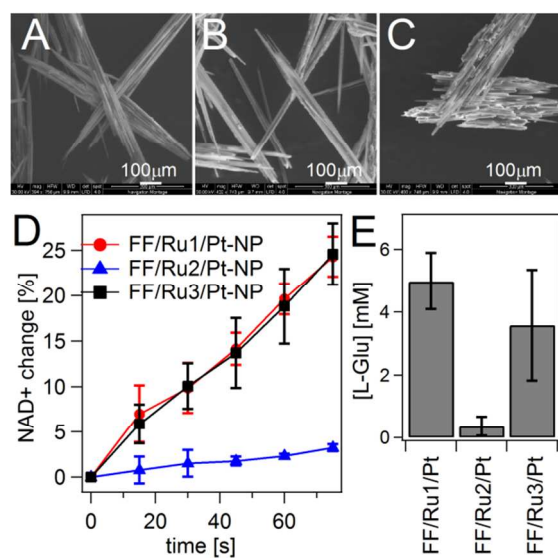 A
B
C
100μm
100μm
100μm
D
FF/Ru1/Pt-NP
FF/Ru2/Pt-NP
FF/Ru3/Pt-NP
NAD+ change [%]
25
20
15
10
5
0
0
20
40
60
time [s]
E
[L-Glu] [mM]
6
4
2
0
FF/Ru1/Pt
FF/Ru2/Pt
FF/Ru3/Pt